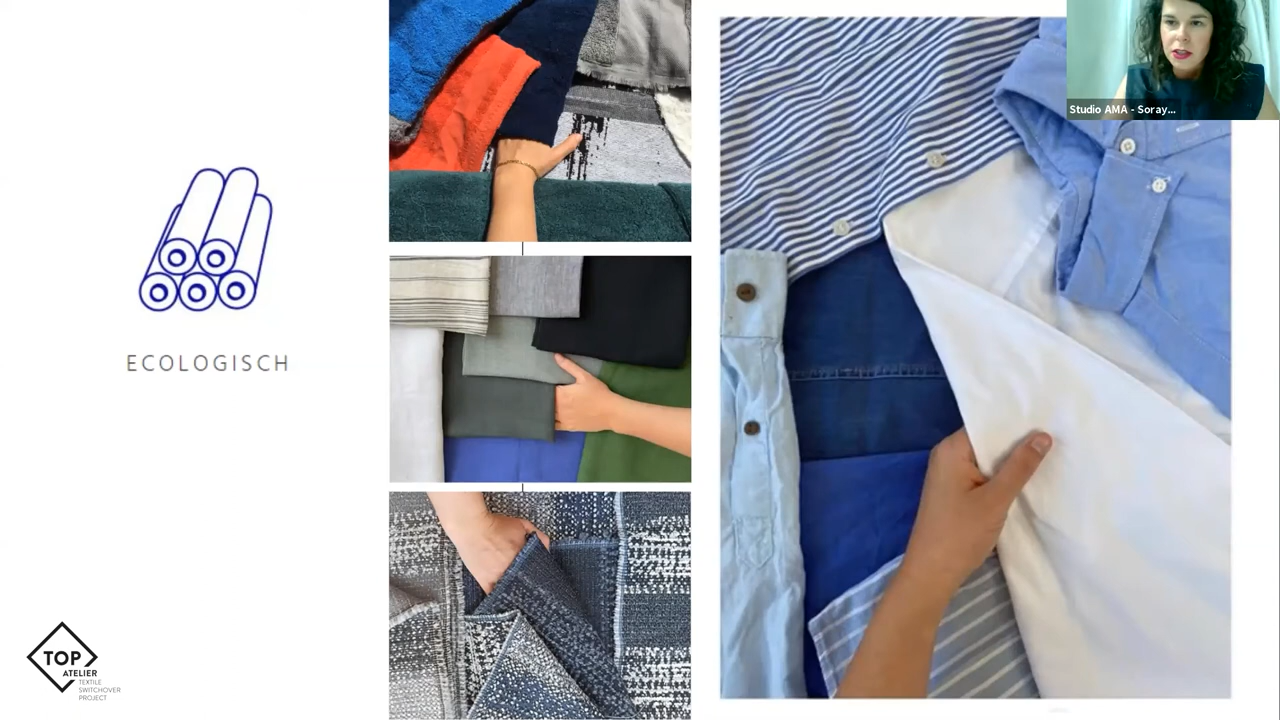 Studio AMA - Soray...
ECOLOGISCH
TOP
ATELIER
TEXTILE
SWITCHOVER
PROJECT